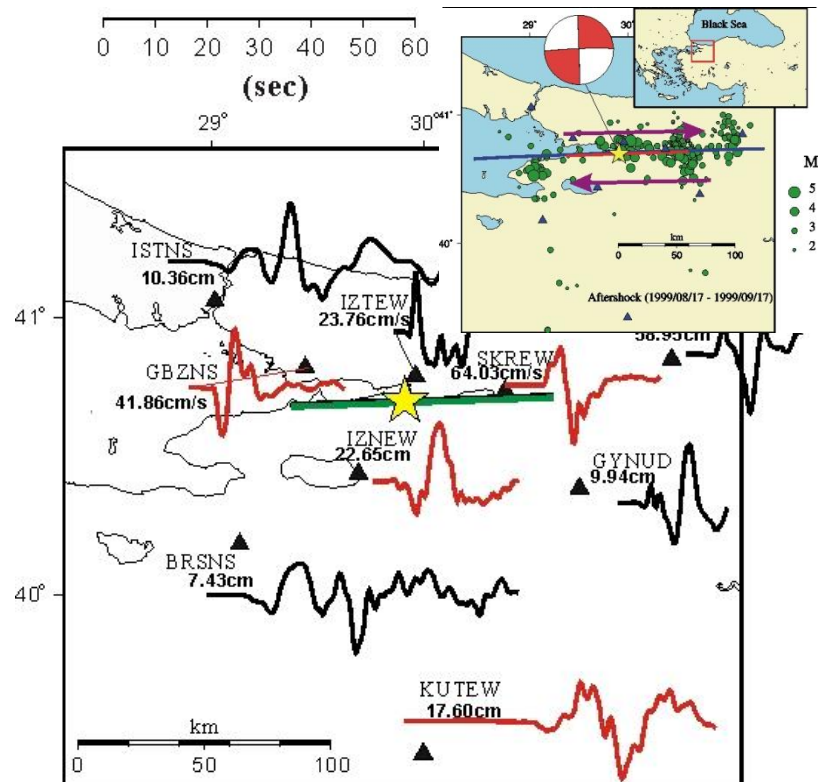 0 10 20 30 40 50 60
(sec)
29° 30°
41°
40°
ISTNS
10.36cm
IZTEW
23.76cm/s
GBZNS
41.86cm/s
SKREW
64.03cm/s
58.95cm
IZNEW
22.65cm
GYNUD
9.94cm
BRSNS
7.43cm
KUTEW
17.60cm
km
0 50 100
29° 30°
Black Sea
41°
40°
km
0 50 100
Aftershock (1999/08/17 - 1999/09/17)
M
5
4
3
2